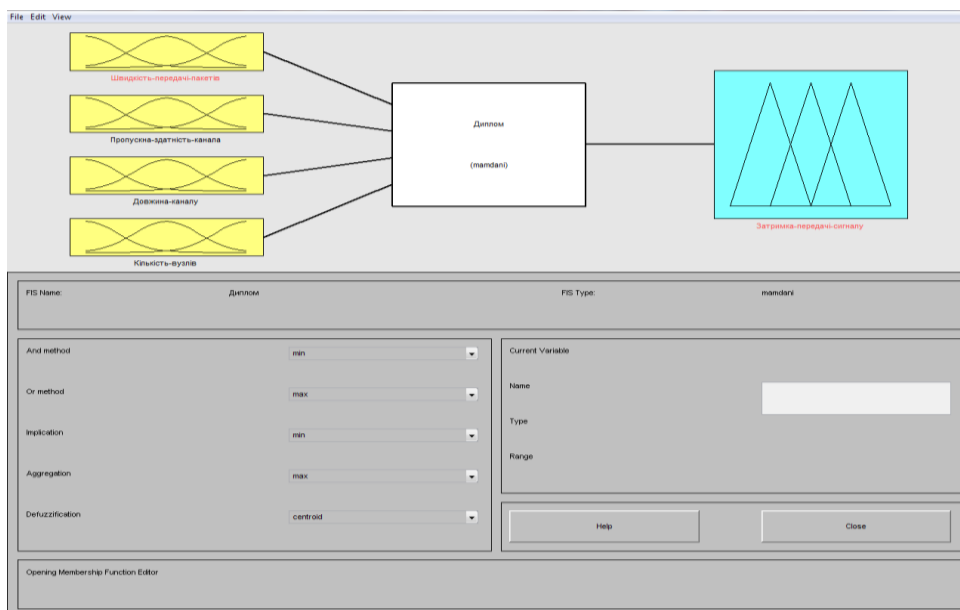 File Edit View
Швидкість-передачі-пакетів
Пропускна-здатність-канала
Довжина-каналу
Кількість-вузлів
Диплом
(mamdani)
Затримка-передачі-сигналу
FIS Name: Диплом FIS Type: mamdani
And method min
Or method max
Implication min
Aggregation max
Defuzzification centroid
Current Variable
Name
Type
Range
Help Close
Opening Membership Function Editor